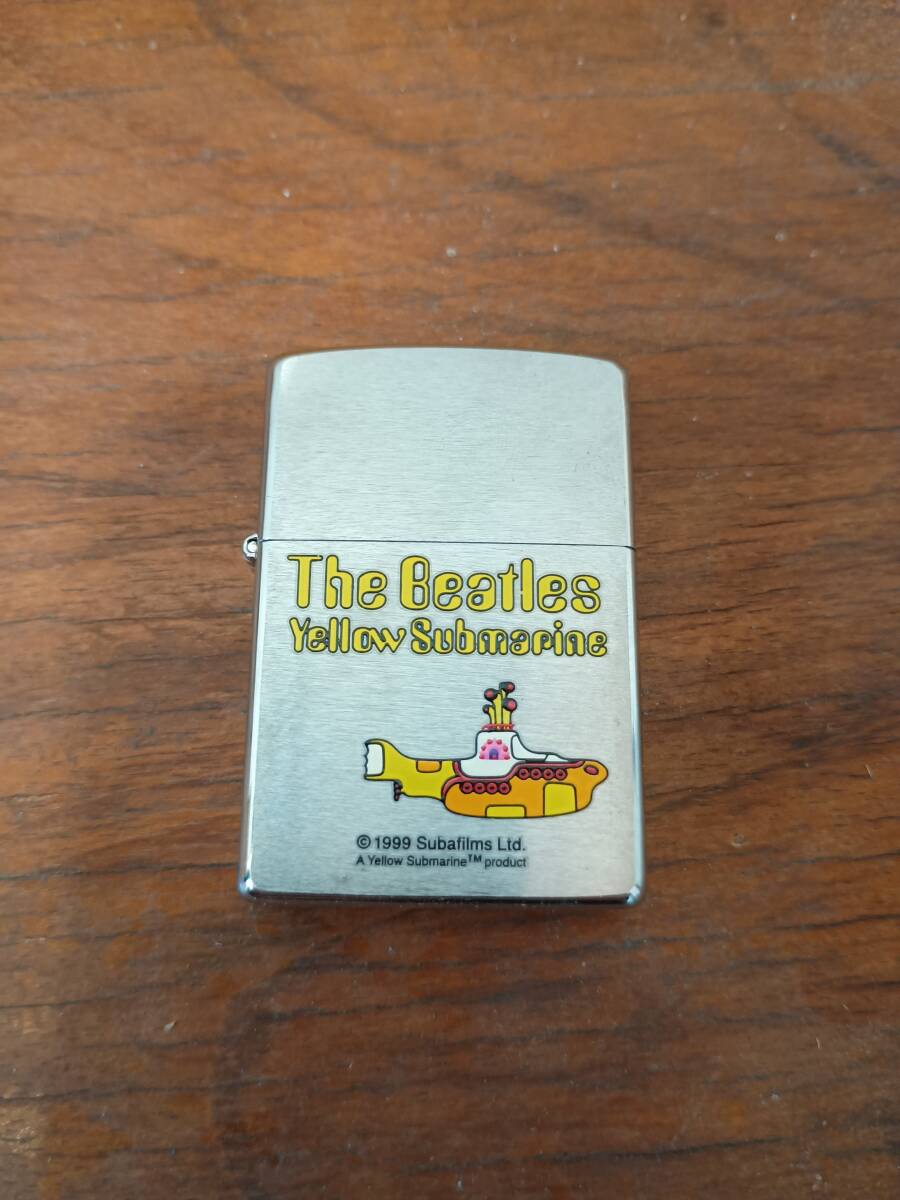 The Beatles
Yellow Submarine
© 1999 Subafilms Ltd.
A Yellow Submarine™ product